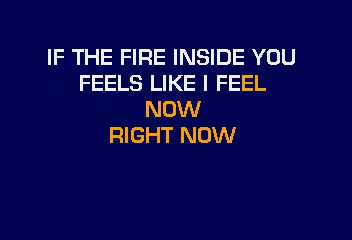 IF THE FIRE INSIDE YOU
FEELS LIKE I FEEL
NOW
RIGHT NOW